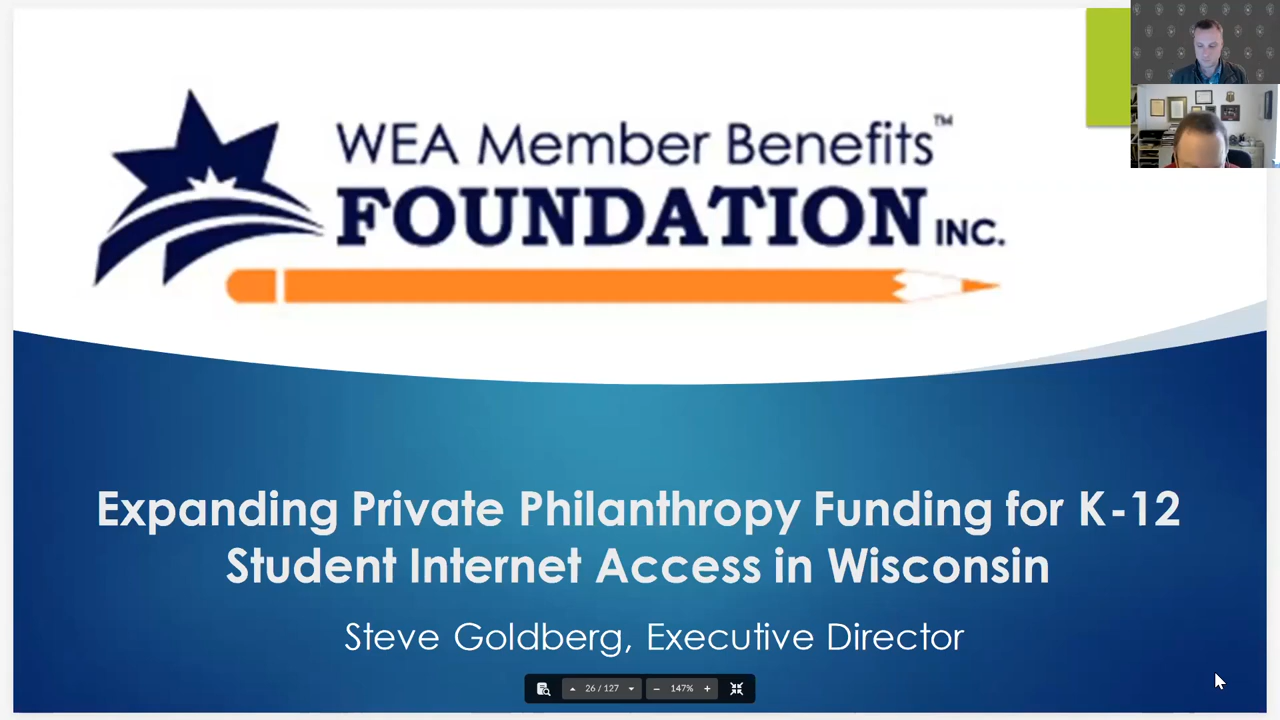 WEA Member Benefits™
FOUNDATION INC.
Expanding Private Philanthropy Funding for K-12
Student Internet Access in Wisconsin
Steve Goldberg, Executive Director
26 / 127
147%